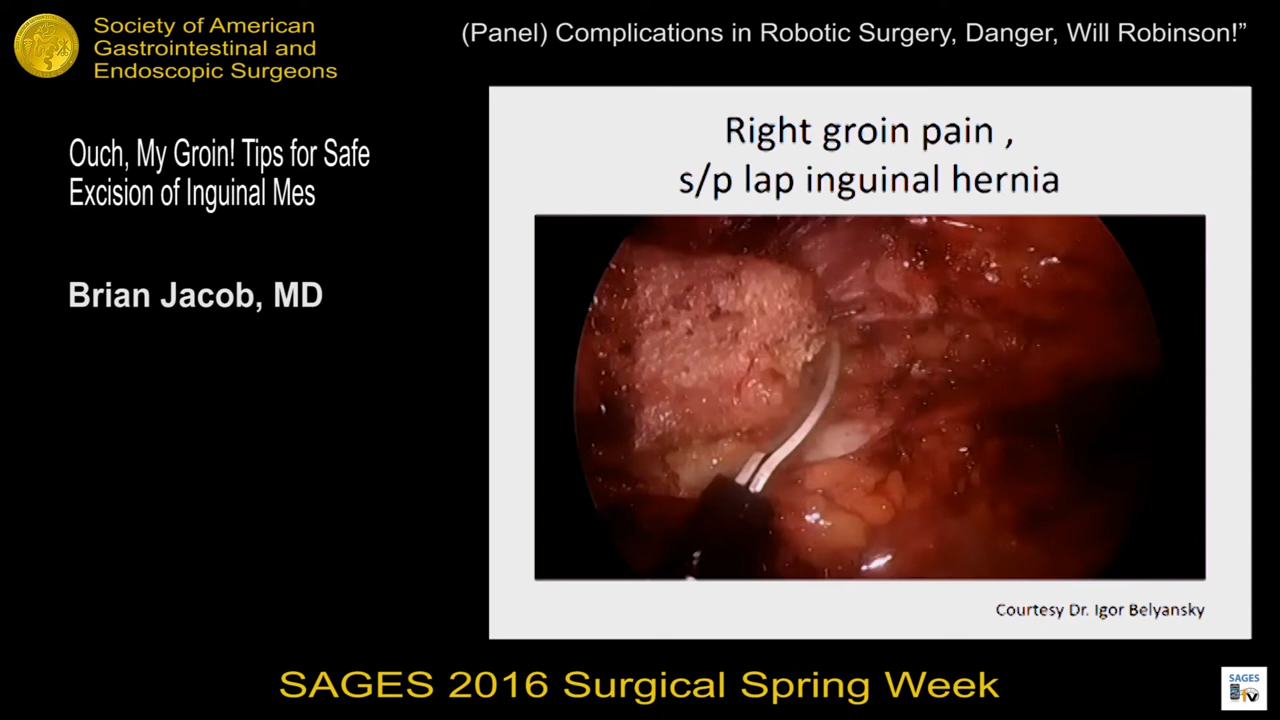 Society of American
Gastrointestinal and
Endoscopic Surgeons
(Panel) Complications in Robotic Surgery, Danger, Will Robinson!”
Ouch, My Groin! Tips for Safe
Excision of Inguinal Mes
Brian Jacob, MD
Right groin pain ,
s/p lap inguinal hernia
Courtesy Dr. Igor Belyansky
SAGES 2016 Surgical Spring Week
SAGES
TV